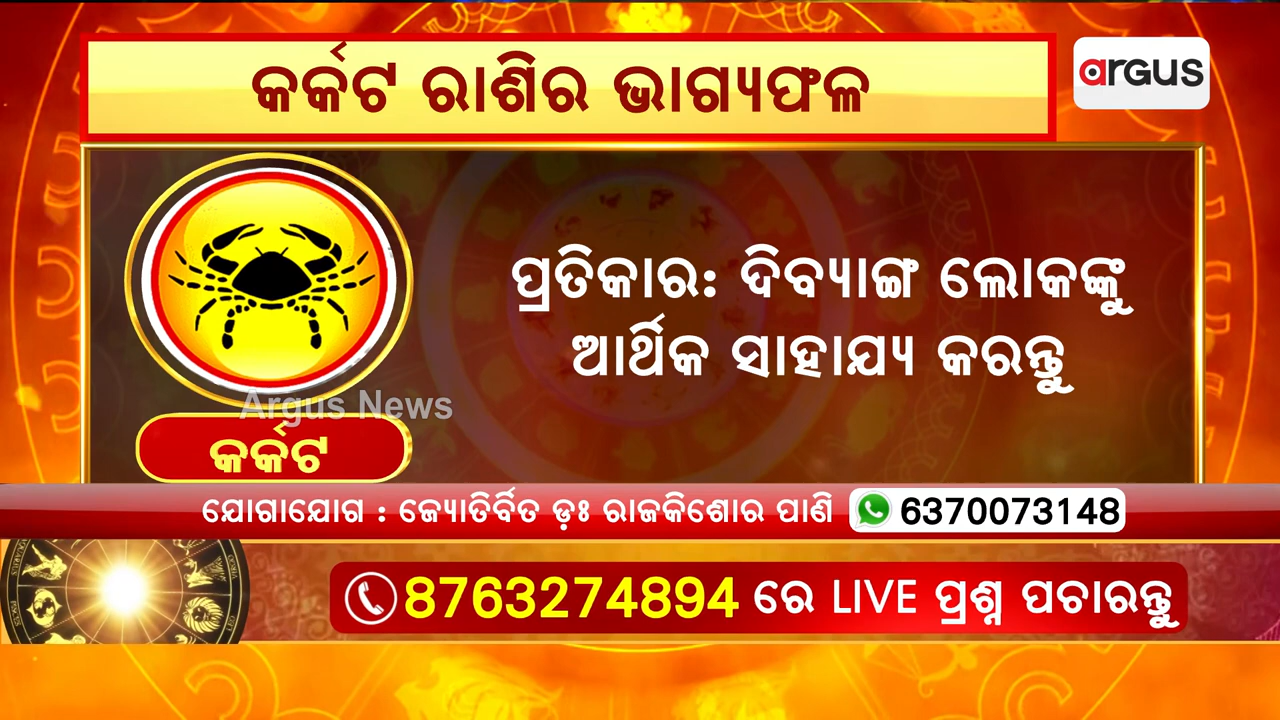 କର୍କଟ ରାଶିର ଭାଗ୍ୟଫଳ
argus
ପ୍ରତିକାର: ଦିବ୍ୟାଙ୍ଗ ଲୋକଙ୍କୁ
ଆର୍ଥିକ ସାହାଯ୍ୟ କରନ୍ତୁ
Argus News
କର୍କଟ
ଯୋଗାଯୋଗ : ଜ୍ୟୋତିର୍ବିତ ଡ଼ଃ ରାଜକିଶୋର ପାଣି 6370073148
8763274894 ରେ LIVE ପ୍ରଶ୍ନ ପଚାରନ୍ତୁ